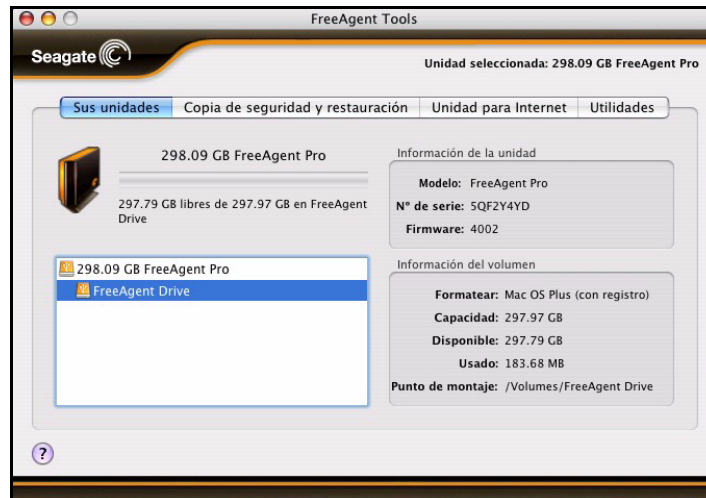 FreeAgent Tools
Seagate
Unidad seleccionada: 298.09 GB FreeAgent Pro
Sus unidades
Copia de seguridad y restauración
Unidad para Internet
Utilidades
298.09 GB FreeAgent Pro
297.79 GB libres de 297.97 GB en FreeAgent
Drive
298.09 GB FreeAgent Pro
FreeAgent Drive
Información de la unidad
Modelo: FreeAgent Pro
Nº de serie: 5QF2Y4YD
Firmware: 4002
Información del volumen
Formatear: Mac OS Plus (con registro)
Capacidad: 297.97 GB
Disponible: 297.79 GB
Usado: 183.68 MB
Punto de montaje: /Volumes/FreeAgent Drive
?